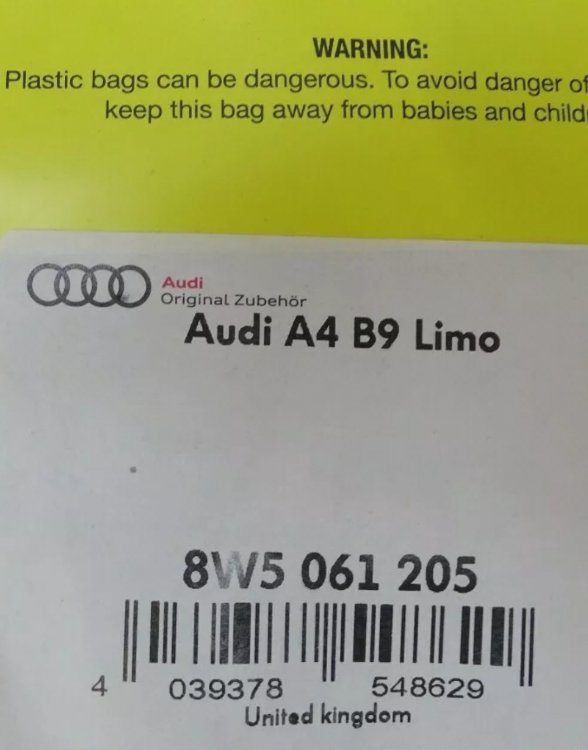 WARNING:
Plastic bags can be dangerous. To avoid danger of
keep this bag away from babies and child
Audi
Original Zubehör
Audi A4 B9 Limo
8W5 061 205
4 039378 548629
United kingdom